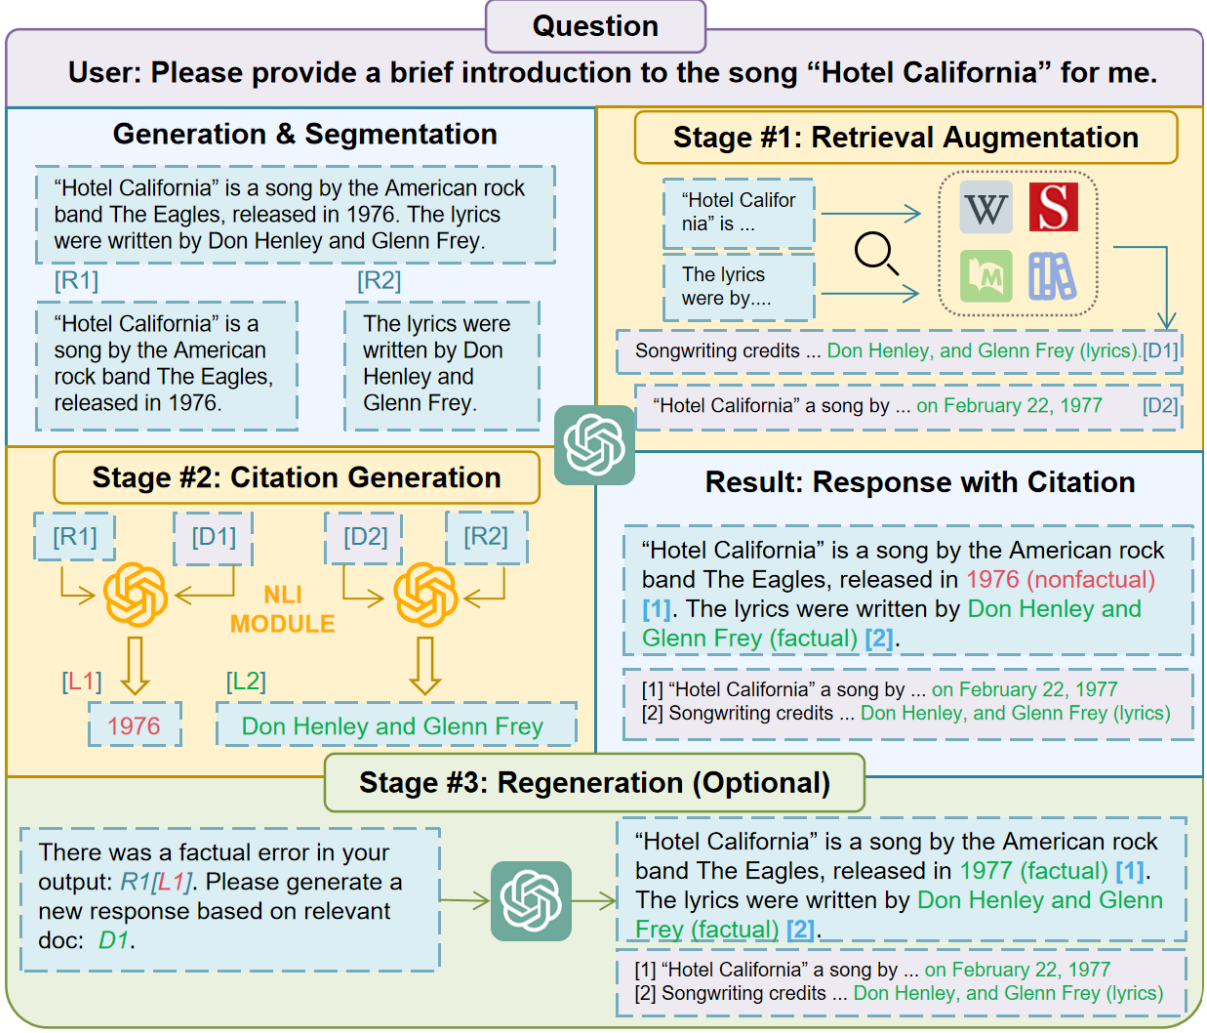 Question
User: Please provide a brief introduction to the song “Hotel California” for me.
Generation & Segmentation
“Hotel California” is a song by the American rock
band The Eagles, released in 1976. The lyrics
were written by Don Henley and Glenn Frey.
[R1]
[R2]
“Hotel California” is a
song by the American
rock band The Eagles,
released in 1976.
The lyrics were
written by Don
Henley and
Glenn Frey.
Stage #1: Retrieval Augmentation
“Hotel Califor
nia” is ...
The lyrics
were by....
W
S
M
Songwriting credits ... Don Henley, and Glenn Frey (lyrics).[D1]
“Hotel California” a song by ... on February 22, 1977 [D2]
Stage #2: Citation Generation
[R1]
[D1]
[D2]
[R2]
NLI
MODULE
[L1]
[L2]
1976
Don Henley and Glenn Frey
Result: Response with Citation
“Hotel California” is a song by the American rock
band The Eagles, released in 1976 (nonfactual)
[1]. The lyrics were written by Don Henley and
Glenn Frey (factual) [2].
[1] “Hotel California” a song by ... on February 22, 1977
[2] Songwriting credits ... Don Henley, and Glenn Frey (lyrics)
Stage #3: Regeneration (Optional)
There was a factual error in your
output: R1[L1]. Please generate a
new response based on relevant
doc: D1.
“Hotel California” is a song by the American rock
band The Eagles, released in 1977 (factual) [1].
The lyrics were written by Don Henley and Glenn
Frey (factual) [2].
[1] “Hotel California” a song by ... on February 22, 1977
[2] Songwriting credits ... Don Henley, and Glenn Frey (lyrics)